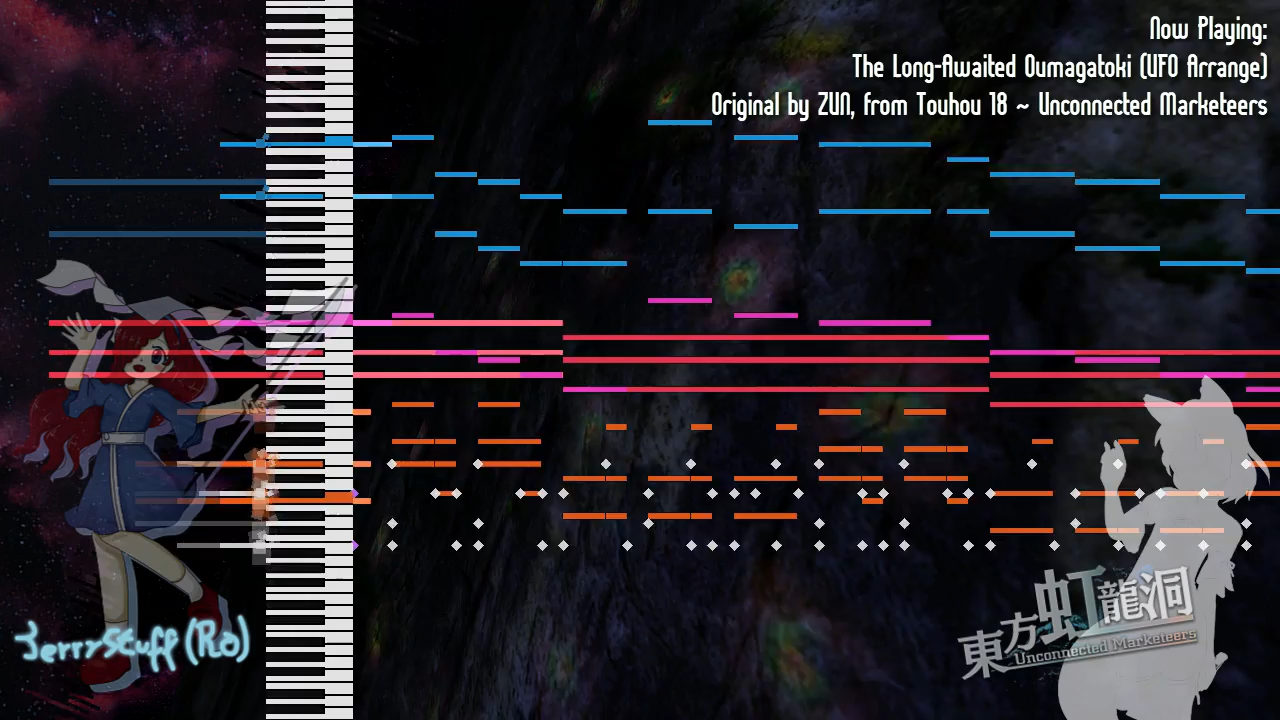 Now Playing:
The Long-Awaited Oumagatoki (UFO Arrange)
Original by ZUN, from Touhou 18 ~ Unconnected Marketeers
JerryScuff (Ro)
東方虹龍洞
Unconnected Marketeers